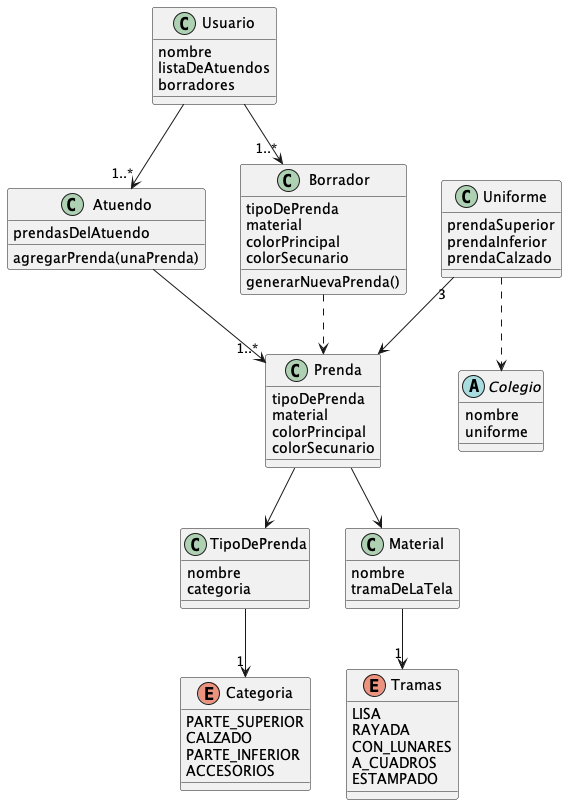 C Usuario
nombre
listaDeAtuendos
borradores
1..*
1..*
C Atuendo
prendasDelAtuendo
agregarPrenda(unaPrenda)
C Borrador
tipoDePrenda
material
colorPrincipal
colorSecunario
generarNuevaPrenda()
C Uniforme
prendaSuperior
prendaInferior
prendaCalzado
1..*
3
C Prenda
tipoDePrenda
material
colorPrincipal
colorSecunario
A Colegio
nombre
uniforme
C TipoDePrenda
nombre
categoria
C Material
nombre
tramaDeLaTela
1
1
E Categoria
PARTE_SUPERIOR
CALZADO
PARTE_INFERIOR
ACCESORIOS
E Tramas
LISA
RAYADA
CON_LUNARES
A_CUADROS
ESTAMPADO